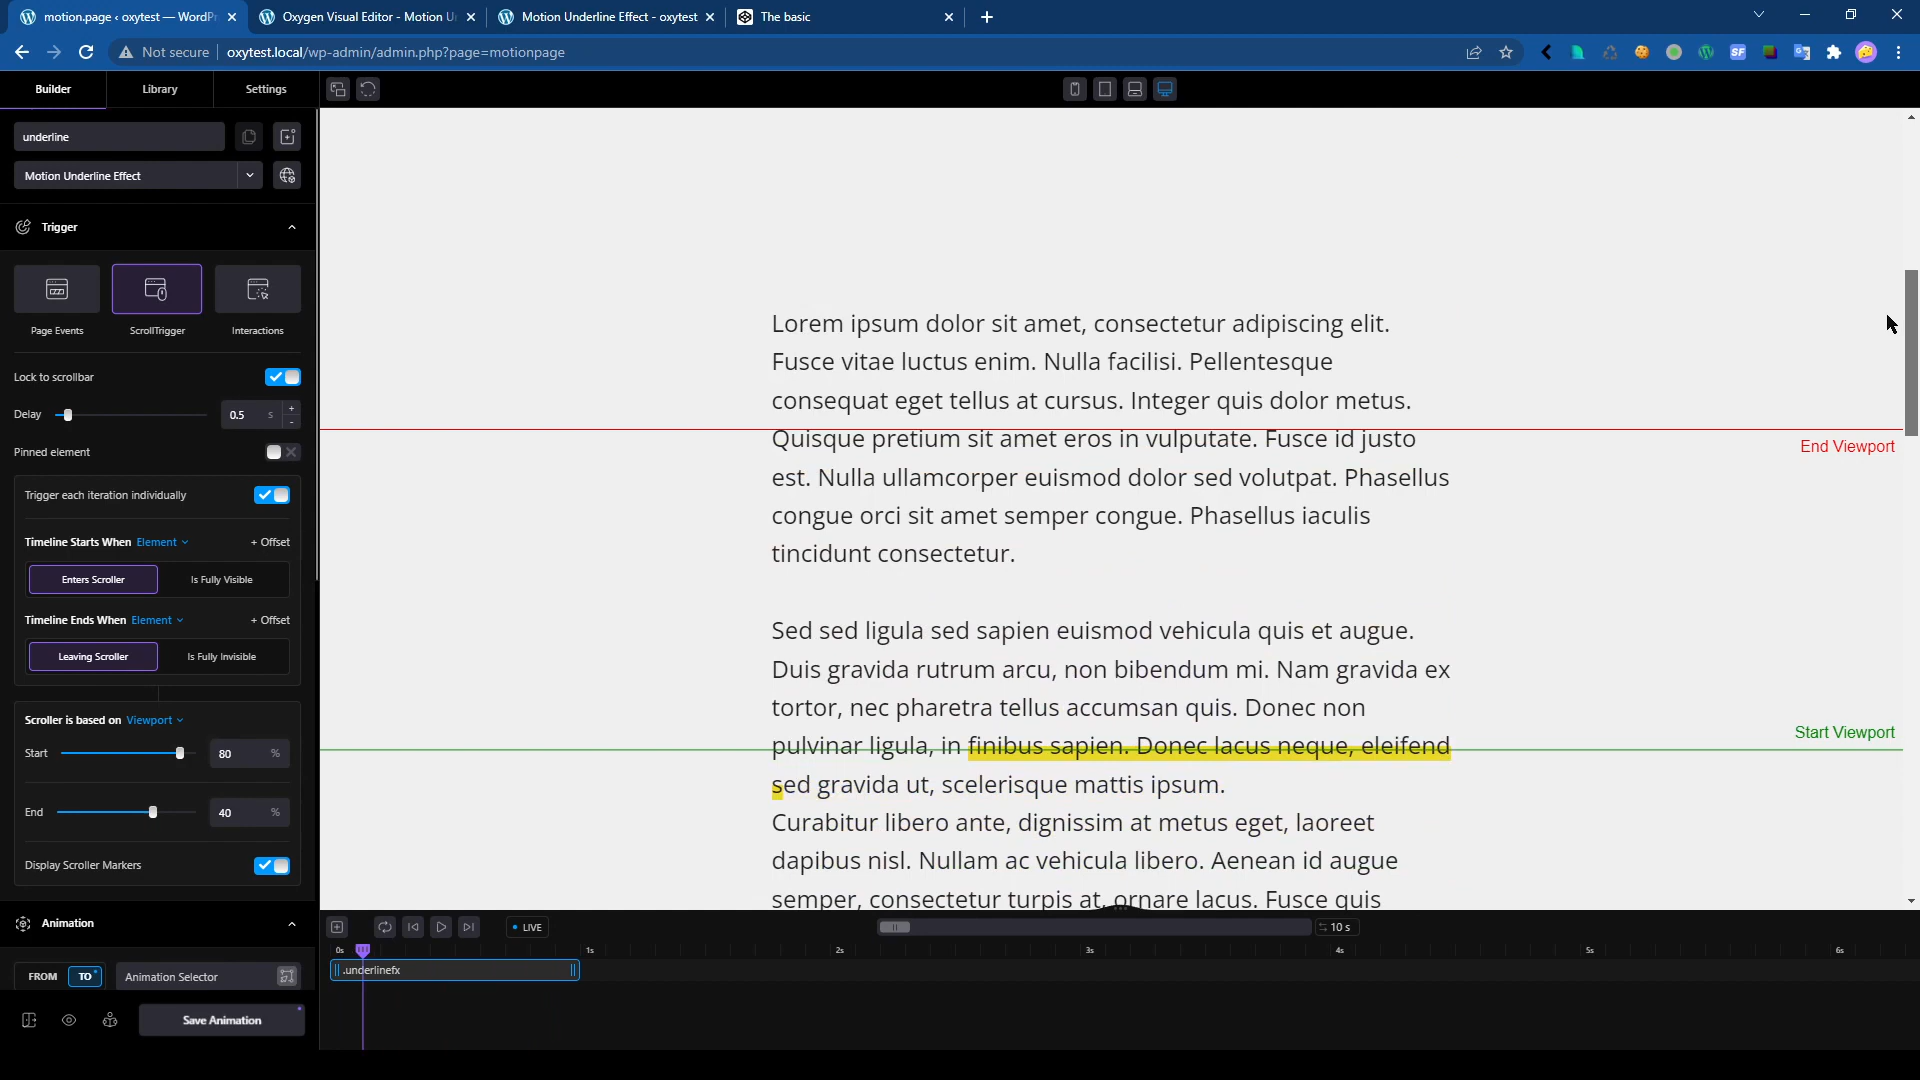 motion.page ‹ oxytest — WordPr
Oxygen Visual Editor - Motion U
Motion Underline Effect - oxytest
The basic
Not secure
oxytest.local/wp-admin/admin.php?page=motionpage
SF
Builder
Library
Settings
underline
Motion Underline Effect
Trigger
Page Events
ScrollTrigger
Interactions
Lock to scrollbar
Delay
0.5
s
+
-
Pinned element
Trigger each iteration individually
Timeline Starts When Element
+ Offset
Enters Scroller
Is Fully Visible
Timeline Ends When Element
+ Offset
Leaving Scroller
Is Fully Invisible
Scroller is based on Viewport
Start
80
%
End
40
%
Display Scroller Markers
Animation
FROM
TO
Animation Selector
Save Animation
Lorem ipsum dolor sit amet, consectetur adipiscing elit.
Fusce vitae luctus enim. Nulla facilisi. Pellentesque
consequat eget tellus at cursus. Integer quis dolor metus.
Quisque pretium sit amet eros in vulputate. Fusce id justo
End Viewport
est. Nulla ullamcorper euismod dolor sed volutpat. Phasellus
congue orci sit amet semper congue. Phasellus iaculis
tincidunt consectetur.
Sed sed ligula sed sapien euismod vehicula quis et augue.
Duis gravida rutrum arcu, non bibendum mi. Nam gravida ex
tortor, nec pharetra tellus accumsan quis. Donec non
Start Viewport
pulvinar ligula, in finibus sapien. Donec lacus neque, eleifend
sed gravida ut, scelerisque mattis ipsum.
Curabitur libero ante, dignissim at metus eget, laoreet
dapibus nisl. Nullam ac vehicula libero. Aenean id augue
semper, consectetur turpis at, ornare lacus. Fusce quis
LIVE
10 s
0s
1s
2s
3s
4s
5s
6s
.underlinefx